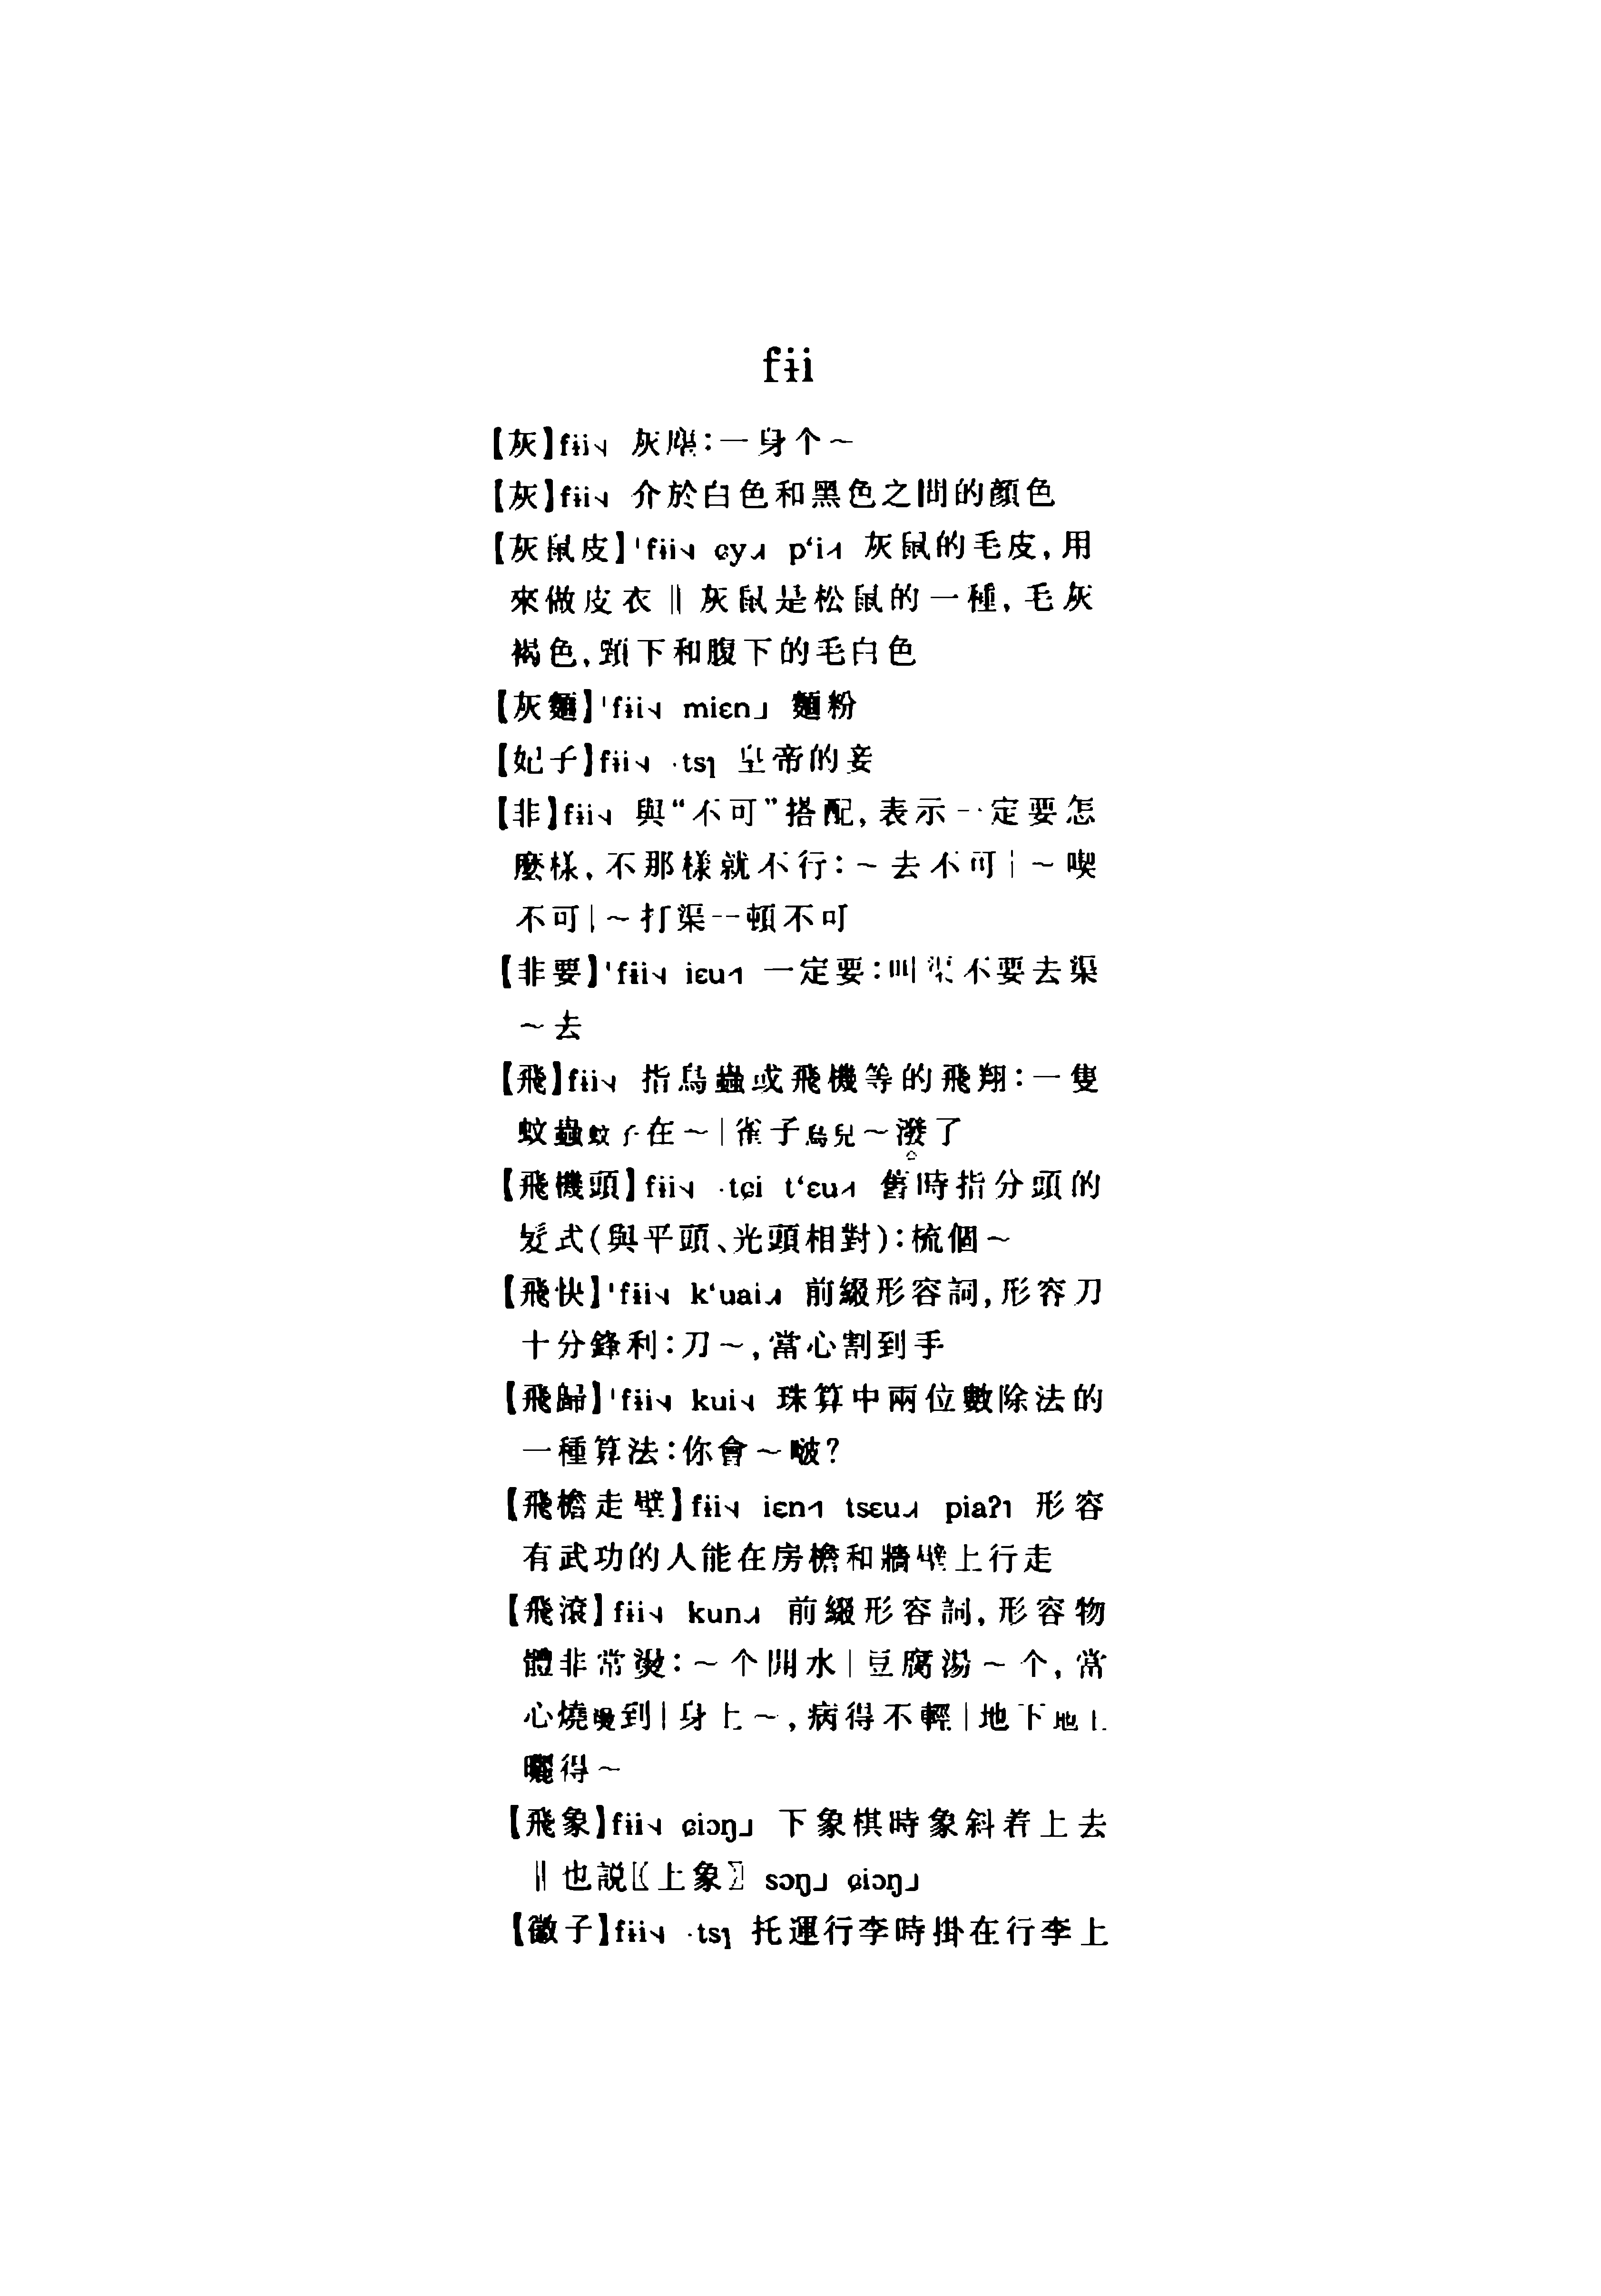 fɨi
【灰】fɨi˨˧ 灰塵：一身个～
【灰】fɨi˨˧ 介於白色和黑色之間的顏色
【灰鼠皮】ˈfɨi˨˧ ɕy˨˩˧ pʻi˨˦ 灰鼠的毛皮，用
來做皮衣‖灰鼠是松鼠的一種，毛灰
褐色，頸下和腹下的毛白色
【灰麵】ˈfɨi˨˧ miɛn˩ 麵粉
【妃子】fɨi˨˧ ·tsɿ 皇帝的妾
【非】fɨi˨˧ 與“不可”搭配，表示一定要怎
麼樣，不那樣就不行：～去不可｜～喫
不可｜～打渠一頓不可
【非要】ˈfɨi˨˧ iɛu˧˥ 一定要：叫渠不要去渠
～去
【飛】fɨi˨˧ 指鳥蟲或飛機等的飛翔：一隻
蚊蟲蚊子在～｜雀子鳥兒～潑了
【飛機頭】fɨi˨˧ ·tɕi tʻɛu˨˦ 舊時指分頭的
髮式（與平頭、光頭相對）：梳個～
【飛快】ˈfɨi˨˧ kʻuai˨˩˧ 前綴形容詞，形容刀
十分鋒利：刀～，當心割到手
【飛歸】ˈfɨi˨˧ kui˨˧ 珠算中兩位數除法的
一種算法：你會～啵？
【飛檐走壁】fɨi˨˧ iɛn˧˥ tsɛu˨˩˧ piaʔ˥ 形容
有武功的人能在房檐和牆壁上行走
【飛滾】fɨi˨˧ kun˨˩˧ 前綴形容詞，形容物
體非常燙：～个開水｜豆腐湯～个，當
心燒燙到｜身上～，病得不輕｜地下地上
曬得～
【飛象】fɨi˨˧ ɕiɔŋ˩ 下象棋時象斜着上去
‖也説〖上象〗sɔŋ˩ ɕiɔŋ˩
【徽子】fɨi˨˧ ·tsɿ 托運行李時掛在行李上